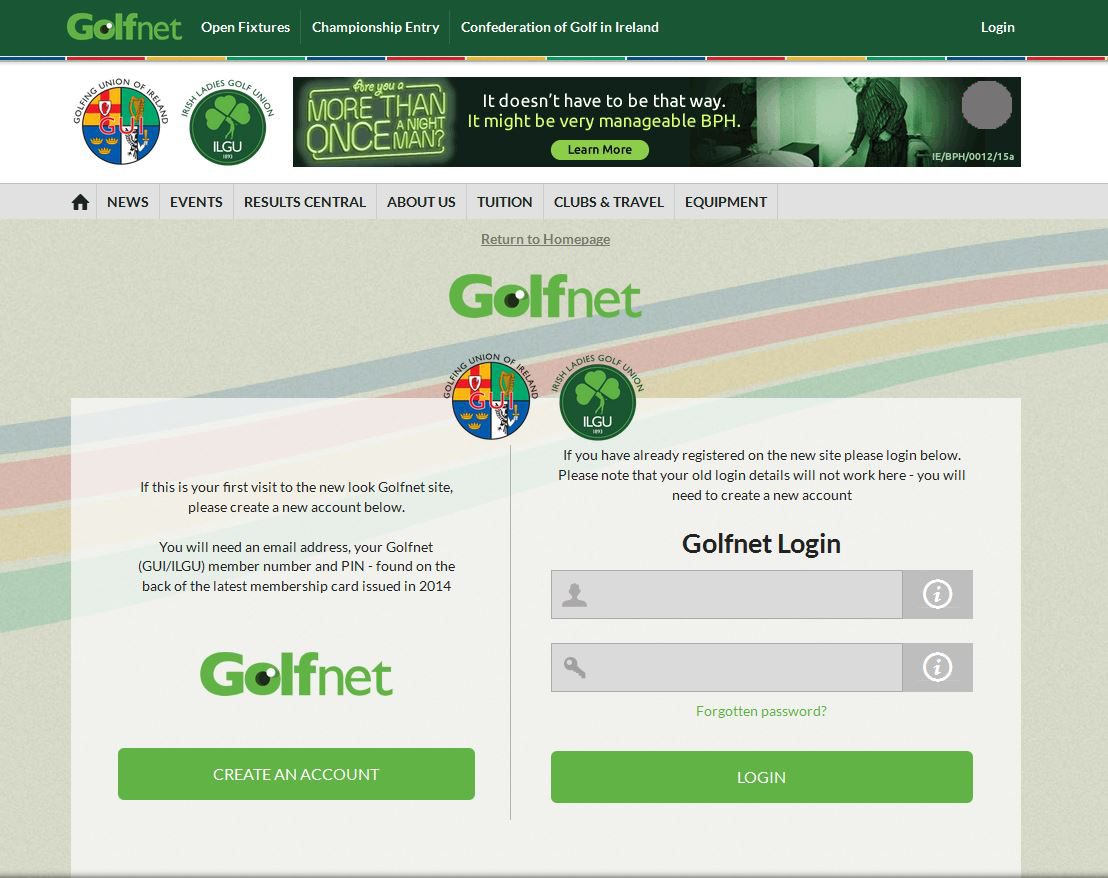 Golfnet
Open Fixtures
Championship Entry
Confederation of Golf in Ireland
Login
GOLFING UNION OF IRELAND
GUI
IRISH LADIES GOLF UNION
ILGU
1893
Are you a
MORE THAN
ONCE A NIGHT
MAN?
It doesn't have to be that way.
It might be very manageable BPH.
Learn More
IE/BPH/0012/15a
NEWS
EVENTS
RESULTS CENTRAL
ABOUT US
TUITION
CLUBS & TRAVEL
EQUIPMENT
Return to Homepage
Golfnet
GOLFING UNION OF IRELAND
GUI
IRISH LADIES GOLF UNION
ILGU
1893
If this is your first visit to the new look Golfnet site,
please create a new account below.
You will need an email address, your Golfnet
(GUI/ILGU) member number and PIN - found on the
back of the latest membership card issued in 2014
Golfnet
CREATE AN ACCOUNT
If you have already registered on the new site please login below.
Please note that your old login details will not work here - you will
need to create a new account
Golfnet Login
i
i
Forgotten password?
LOGIN